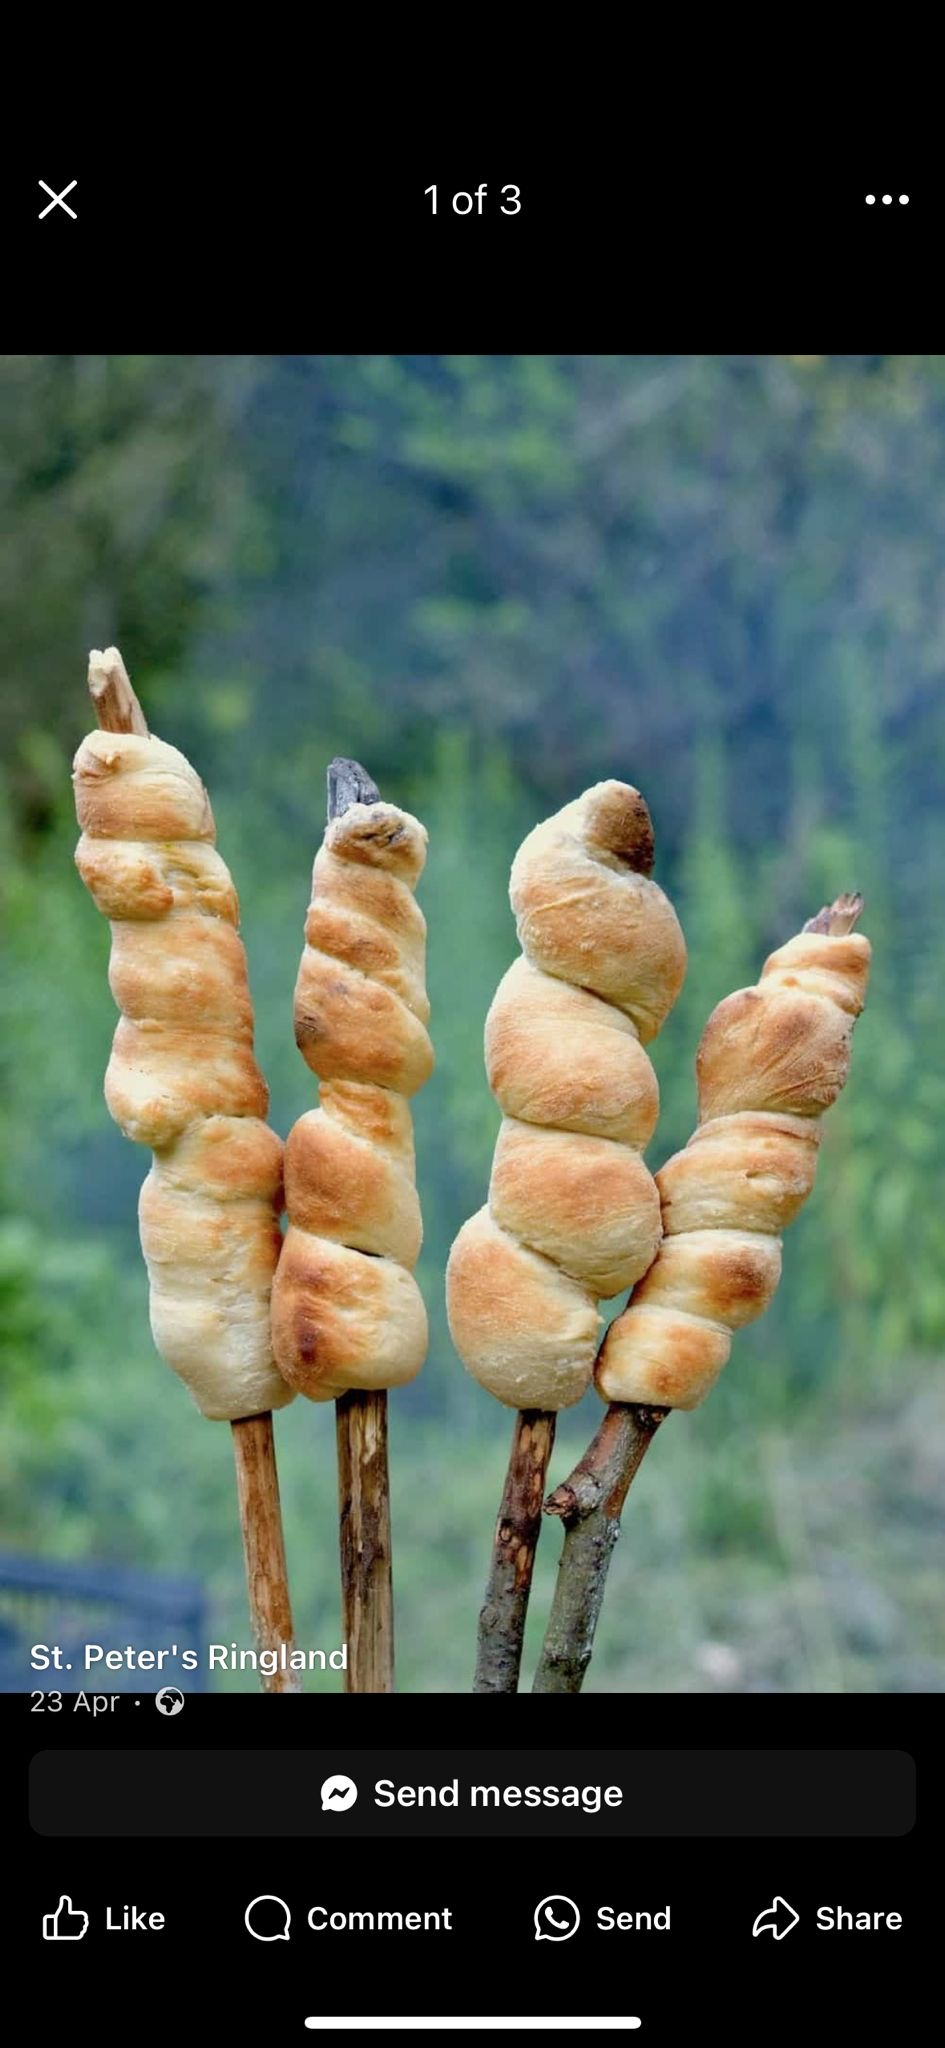 1 of 3
St. Peter's Ringland
23 Apr ·
Send message
Like
Comment
Send
Share